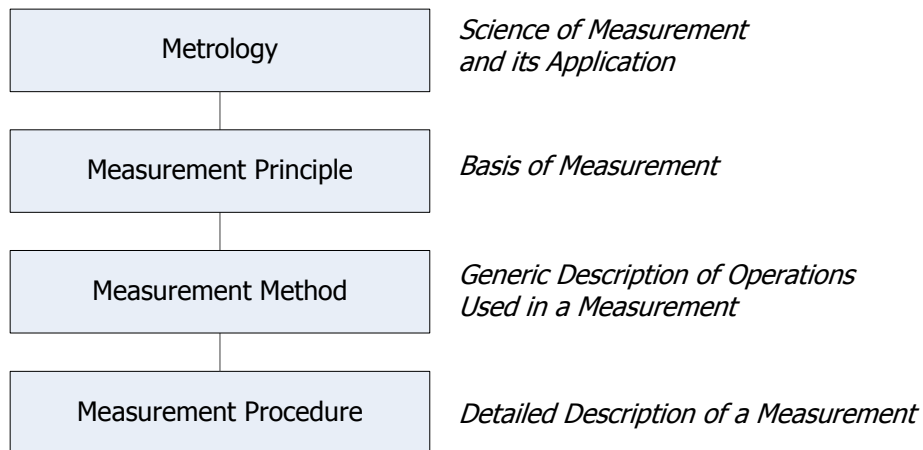 Metrology
Science of Measurement
and its Application
Measurement Principle
Basis of Measurement
Measurement Method
Generic Description of Operations
Used in a Measurement
Measurement Procedure
Detailed Description of a Measurement